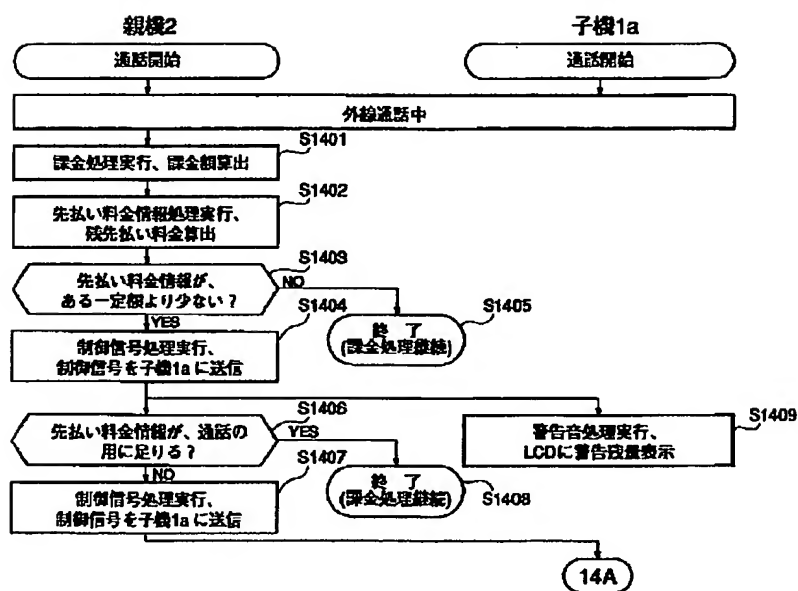 親機2
子機1a
通話開始
通話開始
外線通話中
S1401
課金処理実行、課金額算出
S1402
先払い料金情報処理実行、
残先払い料金算出
S1403
先払い料金情報が、
ある一定額より少ない?
NO
YES
S1404
S1405
制御信号処理実行、
制御信号を子機1aに送信
終 了
(課金処理継続)
S1406
先払い料金情報が、通話の
用に足りる?
YES
NO
S1409
警告音処理実行、
LCDに警告残量表示
S1407
制御信号処理実行、
制御信号を子機1aに送信
終 了
(課金処理継続)
S1408
14A